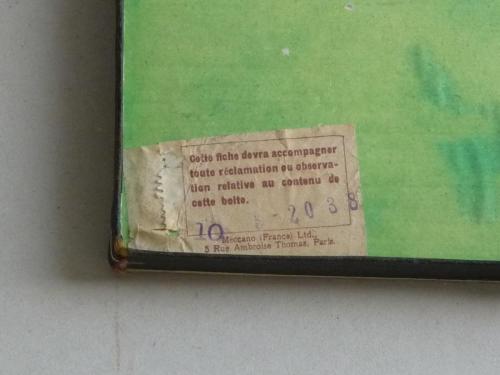 Cette fiche devra accompagner
toute réclamation ou observa-
tion relative au contenu de
cette boîte.
- 2038
10
Meccano (France) Ltd.,
5 Rue Ambroise Thomas, Paris.